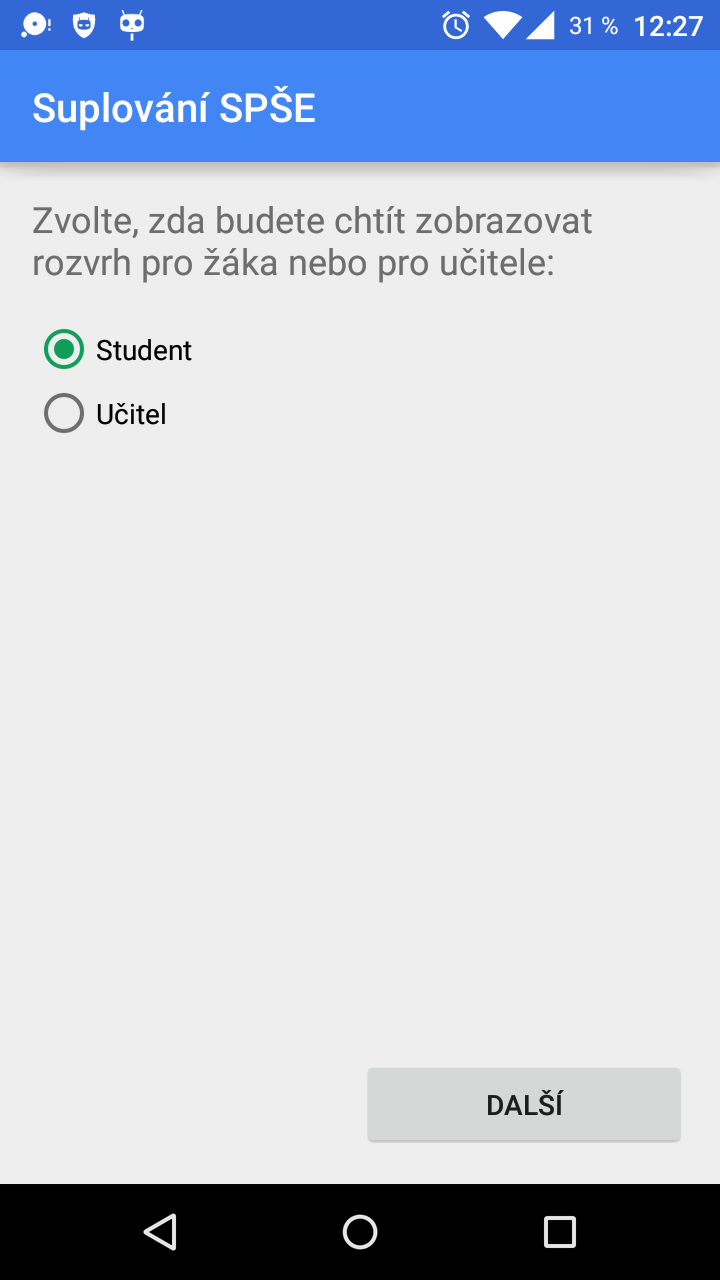 31 % 12:27
Suplování SPŠE
Zvolte, zda budete chtít zobrazovat
rozvrh pro žáka nebo pro učitele:
Student
Učitel
DALŠÍ